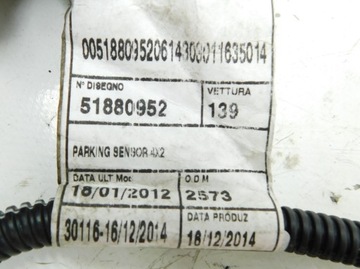 00518809520614303011635014
N° DISEGNO VETTURA
51880952 139
PARKING SENSOR 4X2
DATA ULT Mod. O.D.M
16/01/2012 2573
30116-16/12/2014 DATA PRODUZ
18/12/2014